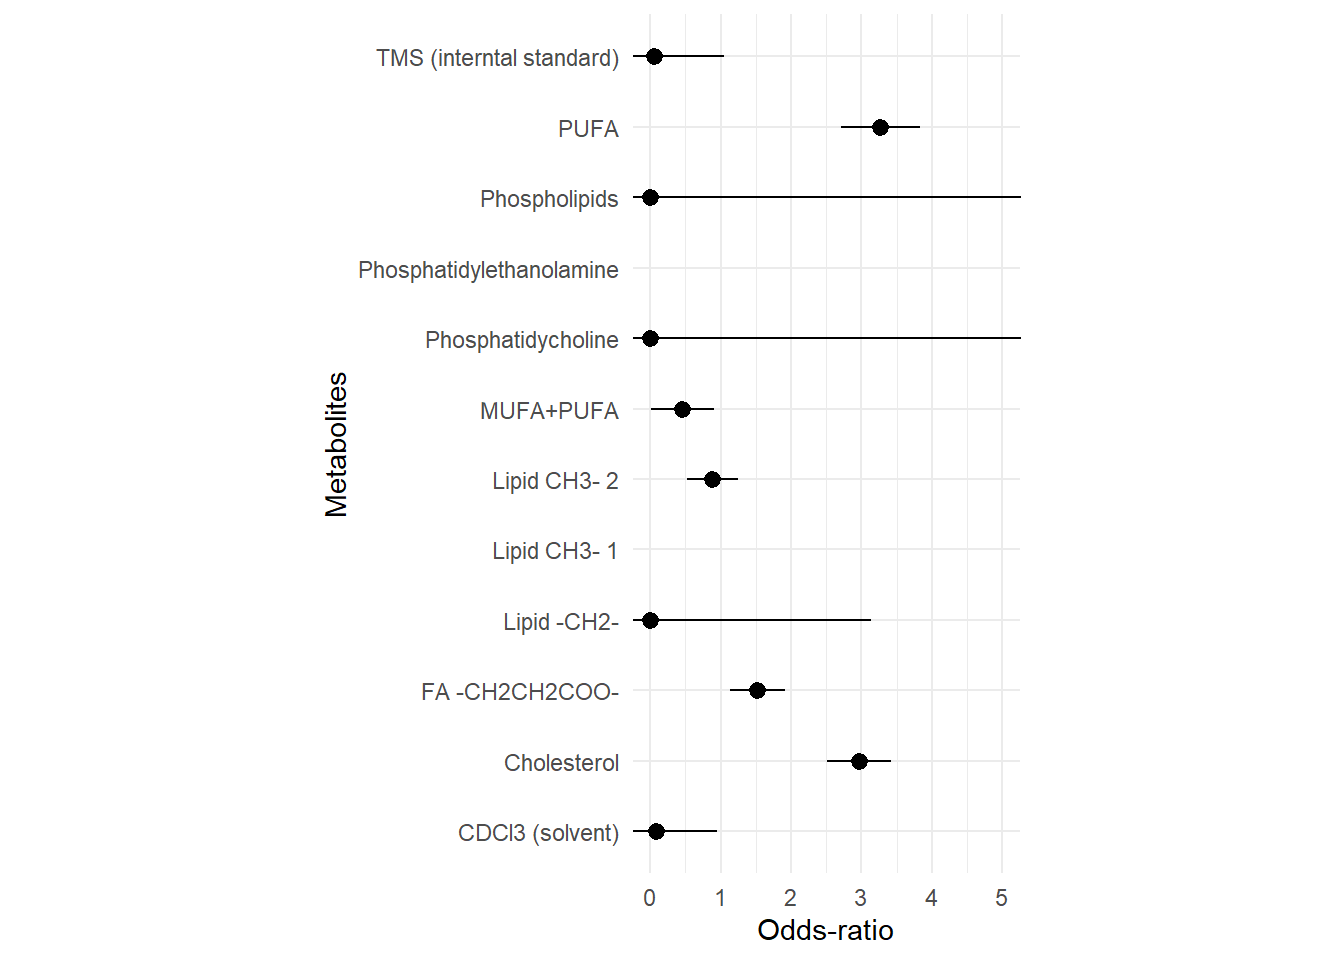 TMS (interntal standard)
PUFA
Phospholipids
Phosphatidylethanolamine
Phosphatidycholine
MUFA+PUFA
Lipid CH3- 2
Lipid CH3- 1
Lipid -CH2-
FA -CH2CH2COO-
Cholesterol
CDCl3 (solvent)
Metabolites
0 1 2 3 4 5
Odds-ratio